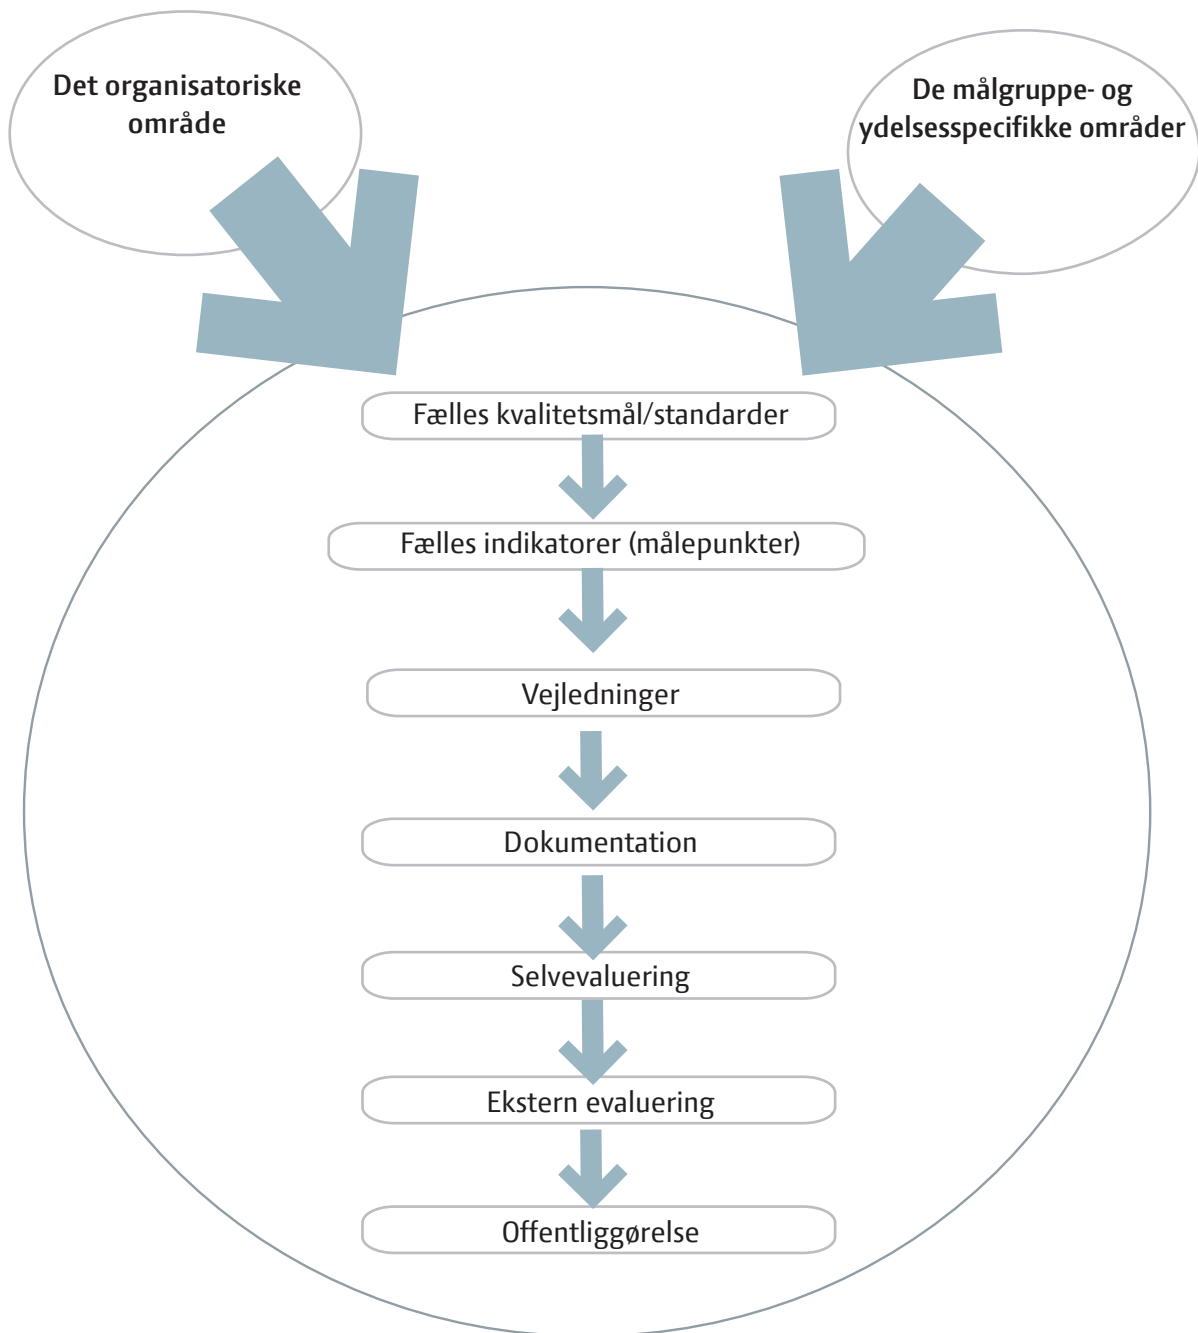 Det organisatoriske
område
De målgruppe- og
ydelsesspecifikke områder
Fælles kvalitetsmål/standarder
Fælles indikatorer (målepunkter)
Vejledninger
Dokumentation
Selvevaluering
Ekstern evaluering
Offentliggørelse